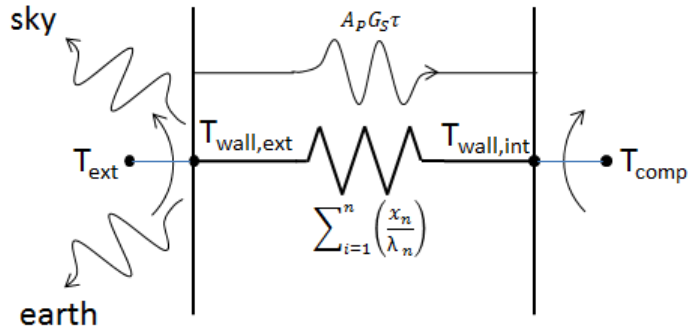 sky
A_P G_S τ
T_wall,ext
T_wall,int
T_ext
T_comp
∑_{i=1}^{n} (x_n / λ_n)
earth